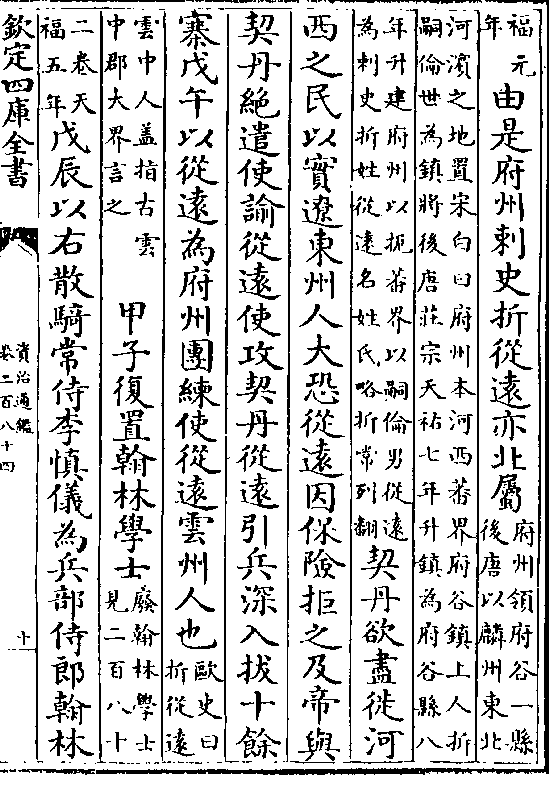 福元
年
由是府州刺史折從遠亦北屬
府州領府谷一縣
後唐以麟州東北
河濱之地置宋白曰府州本河西蕃界府谷鎮上人折
嗣倫世為鎮將後唐莊宗天祐七年升鎮為府谷縣八
年升建府州以扼蕃界以嗣倫男從遠
為刺史折姓從遠名姓氏略折常列翻
契丹欲盡徙河
西之民以實遼東州人大恐從遠因保險拒之及帝與
契丹絶遣使諭從遠使攻契丹從遠引兵深入拔十餘
寨戊午以從遠為府州團練使從遠雲州人也
歐史曰
折從遠
雲中人盖指古雲
中郡大界言之
甲子復置翰林學士
廢翰林學士
見二百八十
二卷天
福五年
戊辰以右散騎常侍李慎儀為兵部侍郎翰林
欽定四庫全書
資治通鑑
卷二百八十四
十